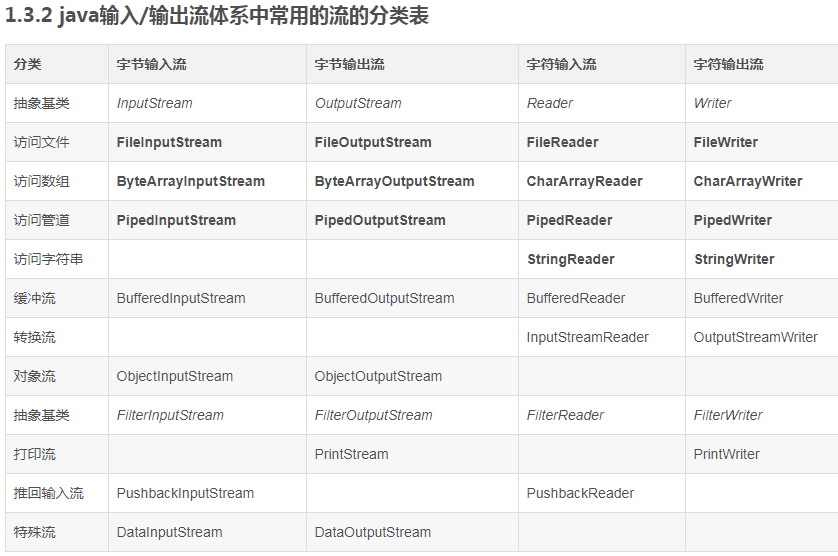 1.3.2 java输入/输出流体系中常用的流的分类表
分类 字节输入流 字节输出流 字符输入流 字符输出流
抽象基类 InputStream OutputStream Reader Writer
访问文件 FileInputStream FileOutputStream FileReader FileWriter
访问数组 ByteArrayInputStream ByteArrayOutputStream CharArrayReader CharArrayWriter
访问管道 PipedInputStream PipedOutputStream PipedReader PipedWriter
访问字符串 StringReader StringWriter
缓冲流 BufferedInputStream BufferedOutputStream BufferedReader BufferedWriter
转换流 InputStreamReader OutputStreamWriter
对象流 ObjectInputStream ObjectOutputStream
抽象基类 FilterInputStream FilterOutputStream FilterReader FilterWriter
打印流 PrintStream PrintWriter
推回输入流 PushbackInputStream PushbackReader
特殊流 DataInputStream DataOutputStream